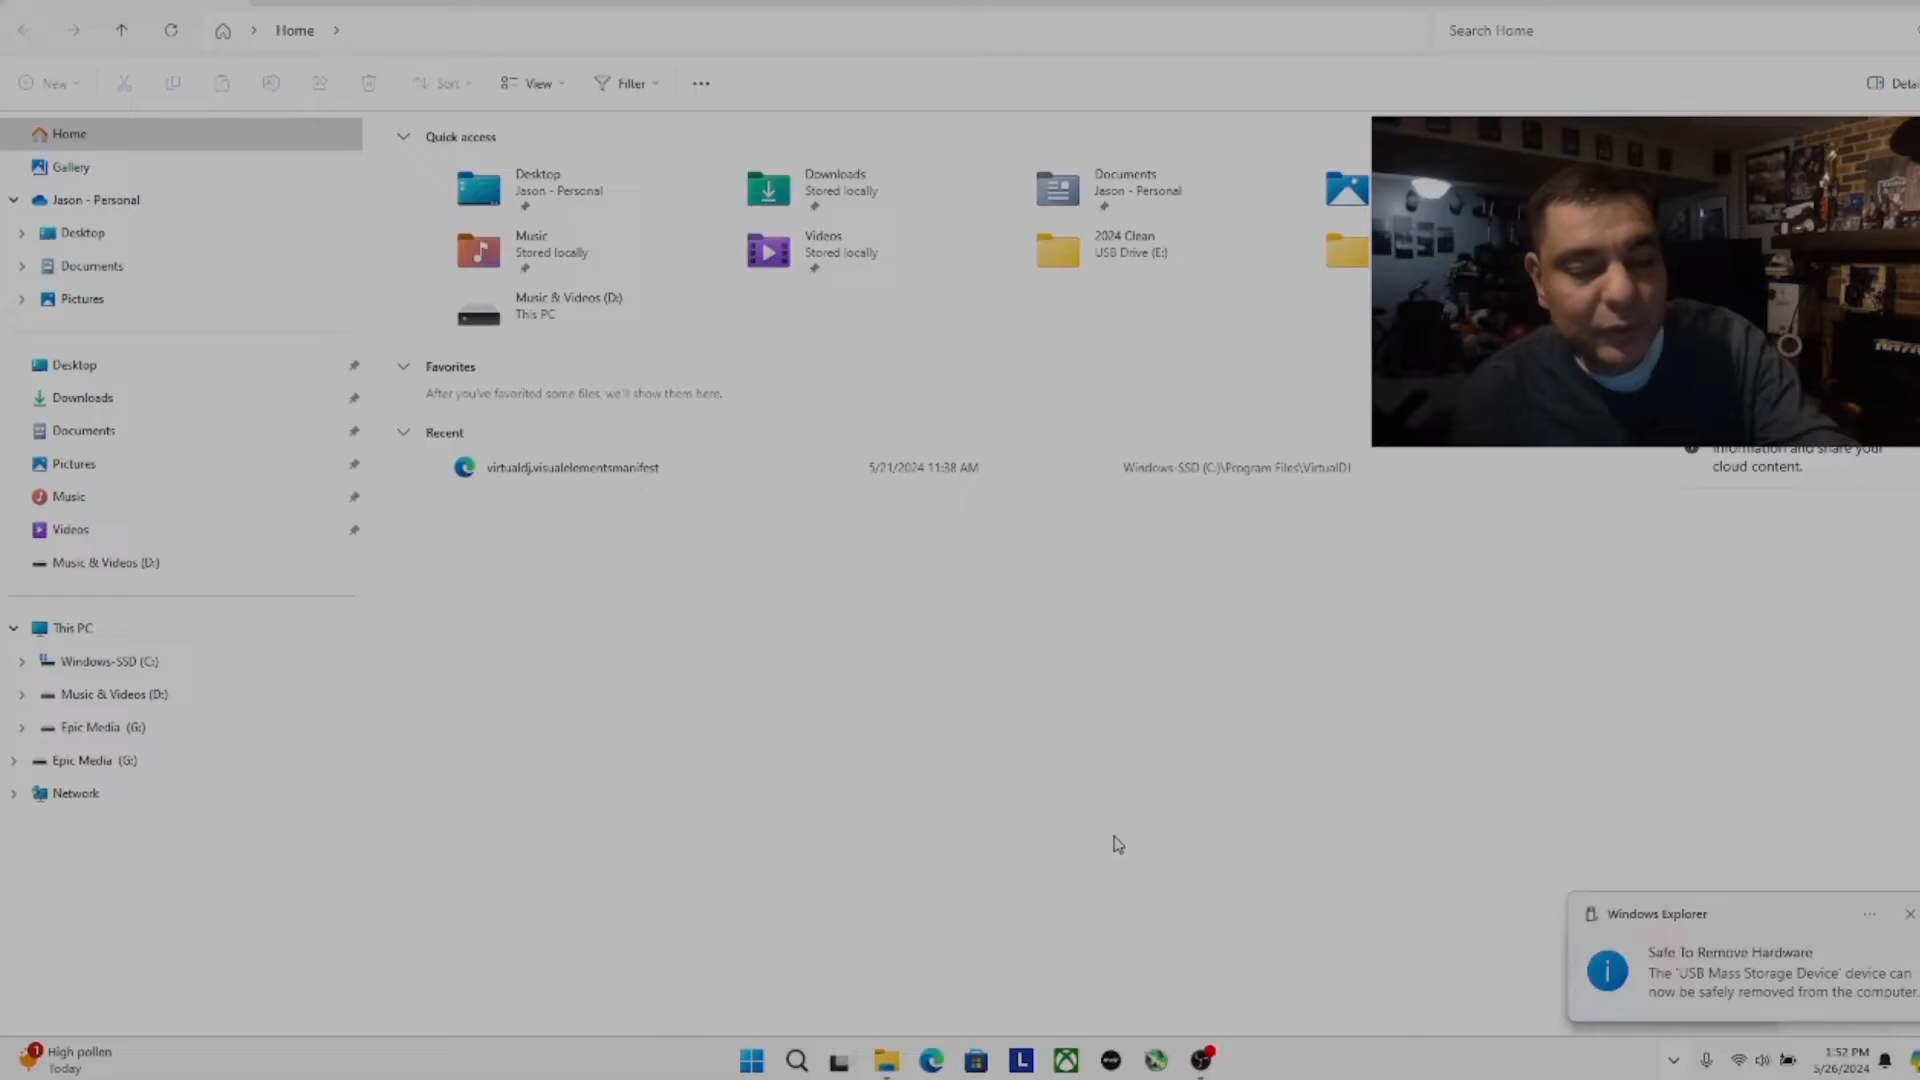 Home
Search Home
New
Sort
View
Filter
Home
Gallery
Jason - Personal
Desktop
Documents
Pictures
Desktop
Downloads
Documents
Pictures
Music
Videos
Music & Videos (D:)
This PC
Windows-SSD (C:)
Music & Videos (D:)
Epic Media (G:)
Epic Media (G:)
Network
Quick access
Desktop
Jason - Personal
Downloads
Stored locally
Documents
Jason - Personal
Music
Stored locally
Videos
Stored locally
2024 Clean
USB Drive (E:)
Music & Videos (D:)
This PC
Favorites
After you've favorited some files, we'll show them here.
Recent
virtualdj.visualelementsmanifest 5/21/2024 11:38 AM Windows-SSD (C:)\Program Files\VirtualDJ
information and share your
cloud content.
Windows Explorer
Safe To Remove Hardware
The 'USB Mass Storage Device' device can
now be safely removed from the computer.
1
High pollen
Today
L
1:52 PM
5/26/2024